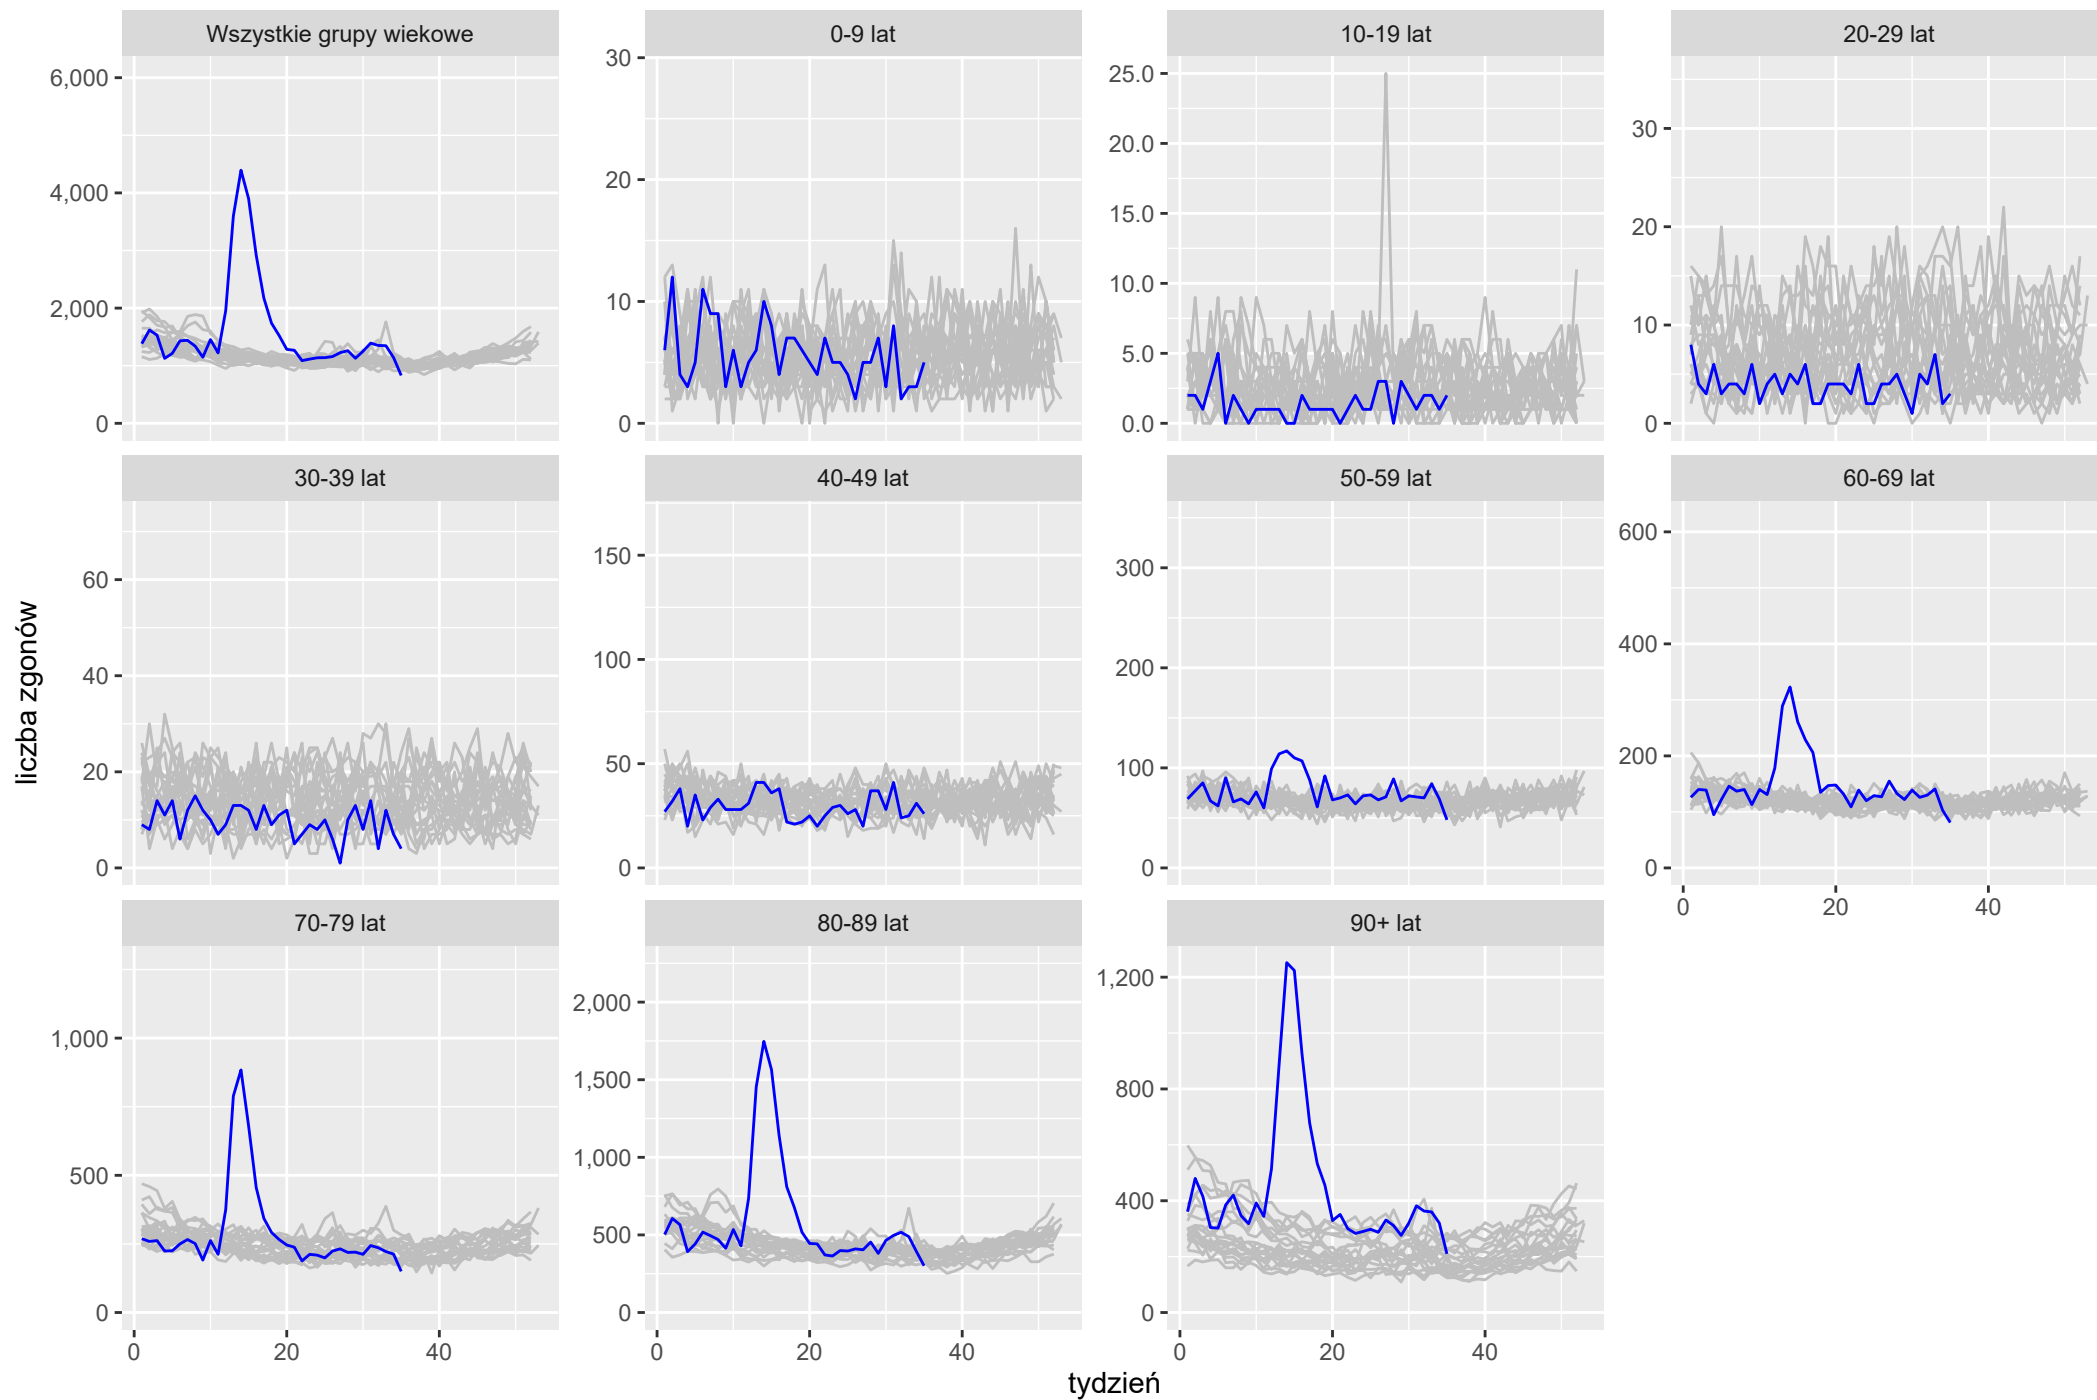 Wszystkie grupy wiekowe
0-9 lat
10-19 lat
20-29 lat
6,000
4,000
2,000
0
30
20
10
0
25.0
20.0
15.0
10.0
5.0
0.0
30
20
10
0
30-39 lat
40-49 lat
50-59 lat
60-69 lat
60
40
20
0
150
100
50
0
300
200
100
0
600
400
200
0
0 20 40
70-79 lat
80-89 lat
90+ lat
1,000
500
0
2,000
1,500
1,000
500
0
1,200
800
400
0
0 20 40
0 20 40
0 20 40
tydzień
liczba zgonów